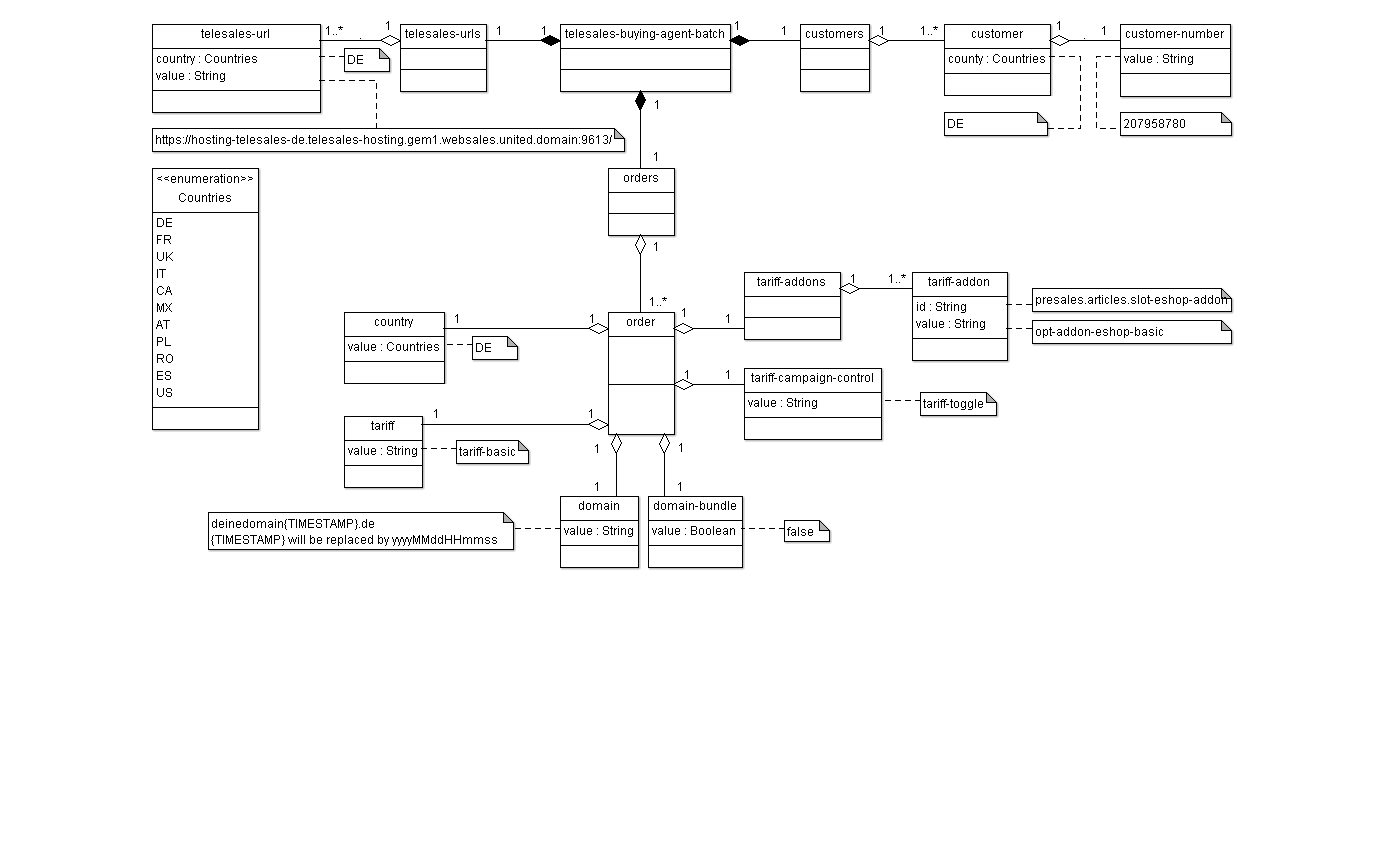 telesales-url
country : Countries
value : String
1..*
1
DE
telesales-urls
1
1
telesales-buying-agent-batch
1
1
customers
1
1..*
customer
county : Countries
1
1
customer-number
value : String
DE
207958780
https://hosting-telesales-de.telesales-hosting.gem1.websales.united.domain:9613/
1
1
orders
1
1..*
<<enumeration>>
Countries
DE
FR
UK
IT
CA
MX
AT
PL
RO
ES
US
country
value : Countries
1
1
DE
order
1
1
tariff-addons
1
1..*
tariff-addon
id : String
value : String
presales.articles.slot-eshop-addon
opt-addon-eshop-basic
1
1
tariff-campaign-control
value : String
tariff-toggle
tariff
value : String
1
1
tariff-basic
1
1
1
1
domain
value : String
domain-bundle
value : Boolean
deinedomain{TIMESTAMP}.de
{TIMESTAMP} will be replaced by yyyyMMddHHmmss
false